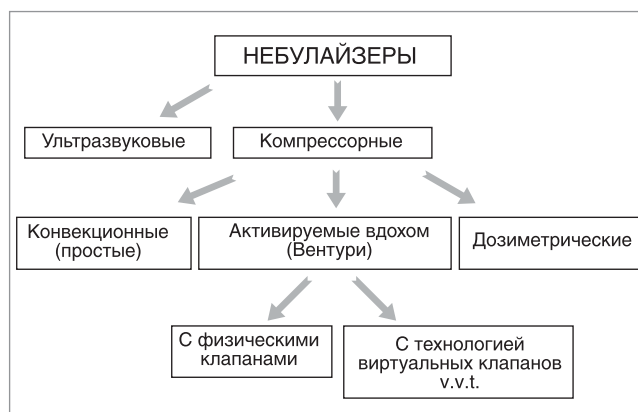 НЕБУЛАЙЗЕРЫ
Ультразвуковые
Компрессорные
Конвекционные
(простые)
Активируемые вдохом
(Вентури)
Дозиметрические
С физическими
клапанами
С технологией
виртуальных клапанов
v.v.t.